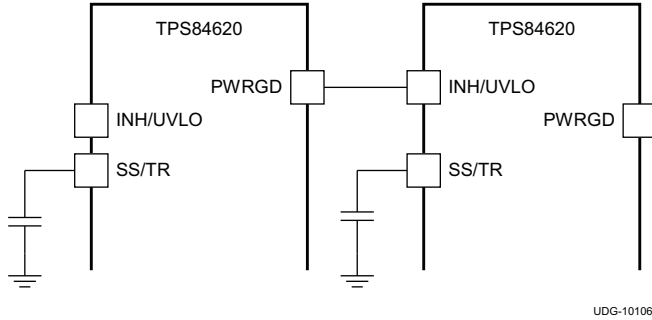 TPS84620
TPS84620
PWRGD
INH/UVLO
INH/UVLO
PWRGD
SS/TR
SS/TR
UDG-10106